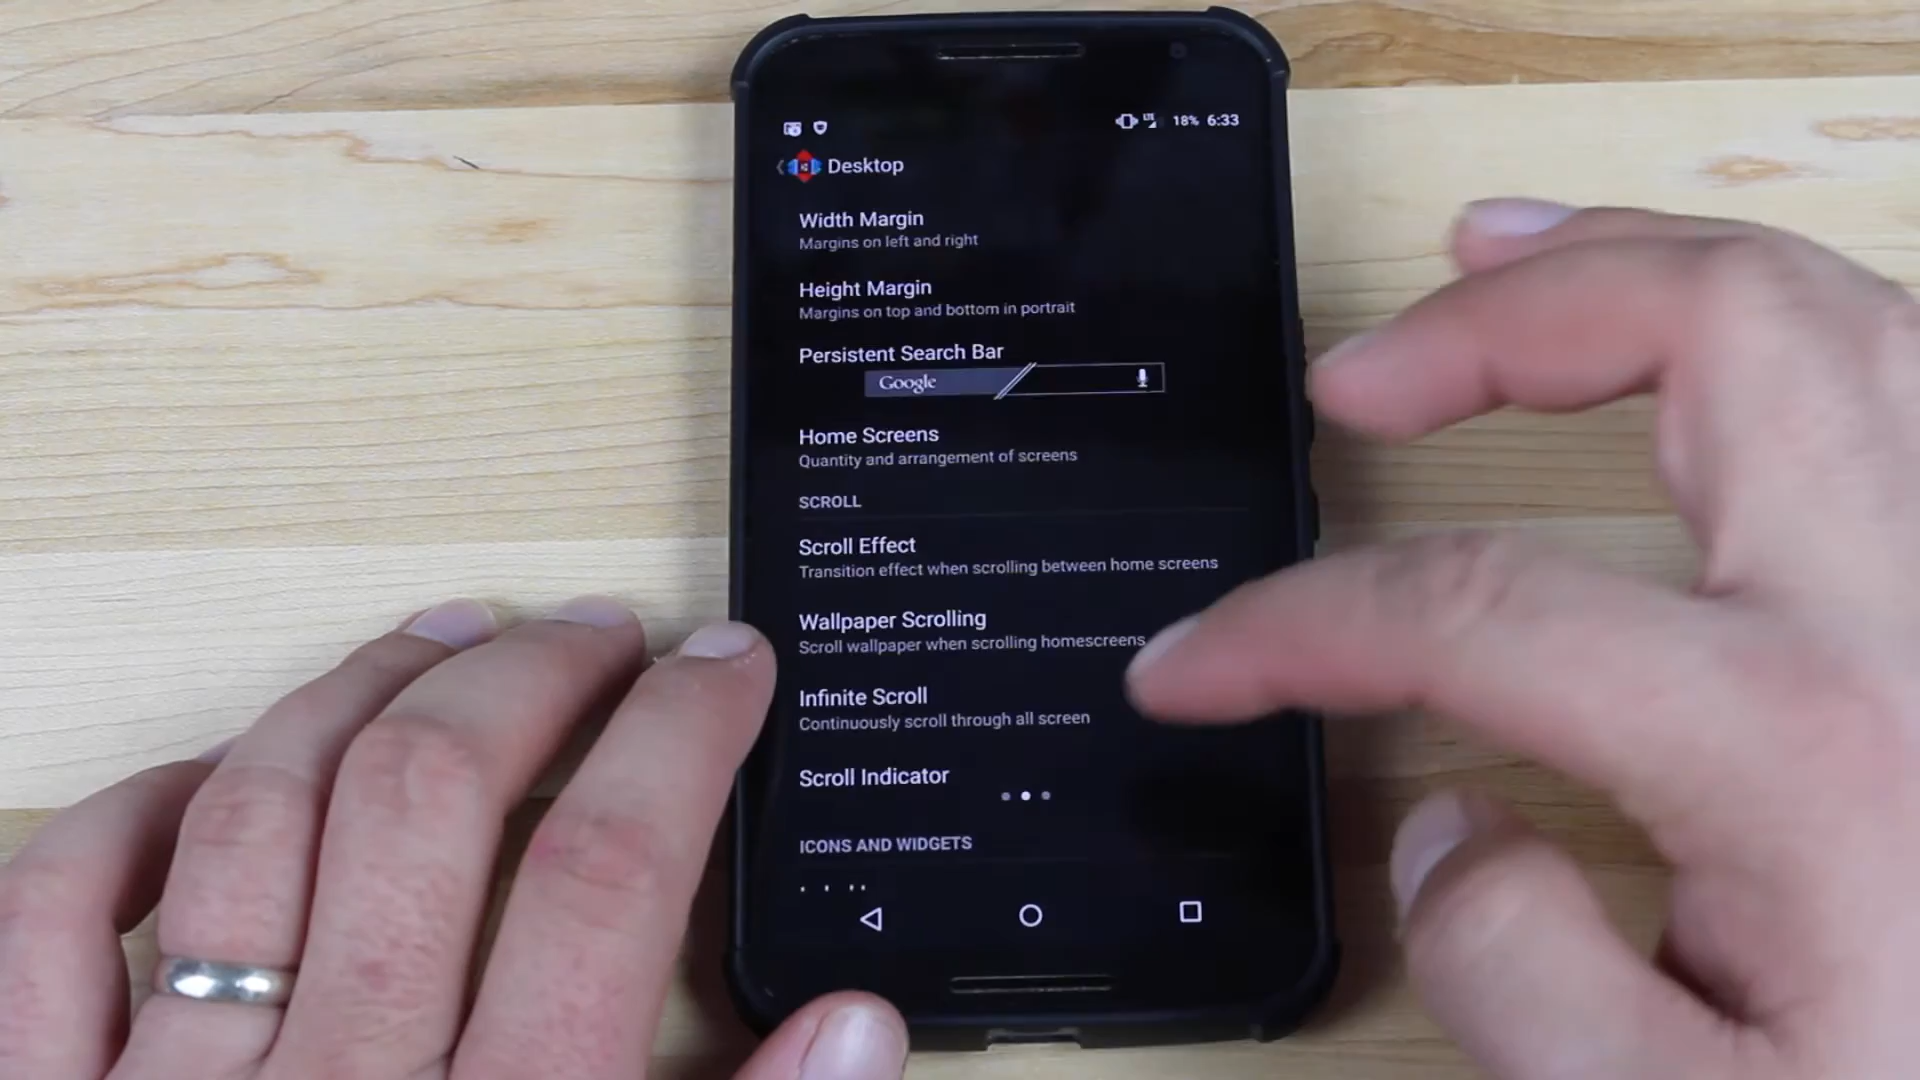 LTE 18% 6:33
Desktop
Width Margin
Margins on left and right
Height Margin
Margins on top and bottom in portrait
Persistent Search Bar
Google
Home Screens
Quantity and arrangement of screens
SCROLL
Scroll Effect
Transition effect when scrolling between home screens
Wallpaper Scrolling
Scroll wallpaper when scrolling homescreens
Infinite Scroll
Continuously scroll through all screen
Scroll Indicator
ICONS AND WIDGETS